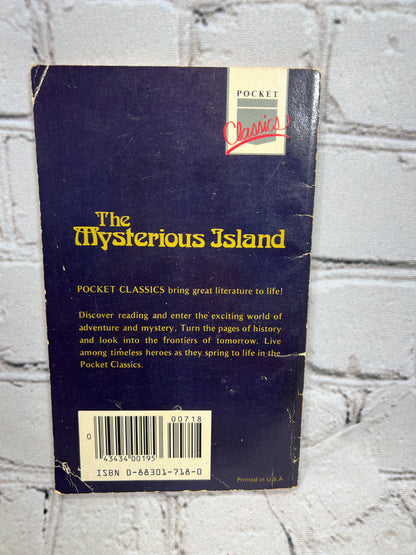 POCKET
Classics
The
Mysterious Island
POCKET CLASSICS bring great literature to life!
Discover reading and enter the exciting world of
adventure and mystery. Turn the pages of history
and look into the frontiers of tomorrow. Live
among timeless heroes as they spring to life in the
Pocket Classics.
00718
0
43434 00195
ISBN 0-88301-718-0
Printed in U.S.A.